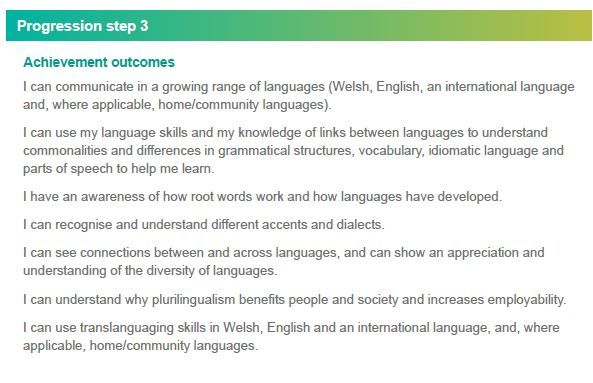 Progression step 3
Achievement outcomes
I can communicate in a growing range of languages (Welsh, English, an international language
and, where applicable, home/community languages).
I can use my language skills and my knowledge of links between languages to understand
commonalities and differences in grammatical structures, vocabulary, idiomatic language and
parts of speech to help me learn.
I have an awareness of how root words work and how languages have developed.
I can recognise and understand different accents and dialects.
I can see connections between and across languages, and can show an appreciation and
understanding of the diversity of languages.
I can understand why plurilingualism benefits people and society and increases employability.
I can use translanguaging skills in Welsh, English and an international language, and, where
applicable, home/community languages.